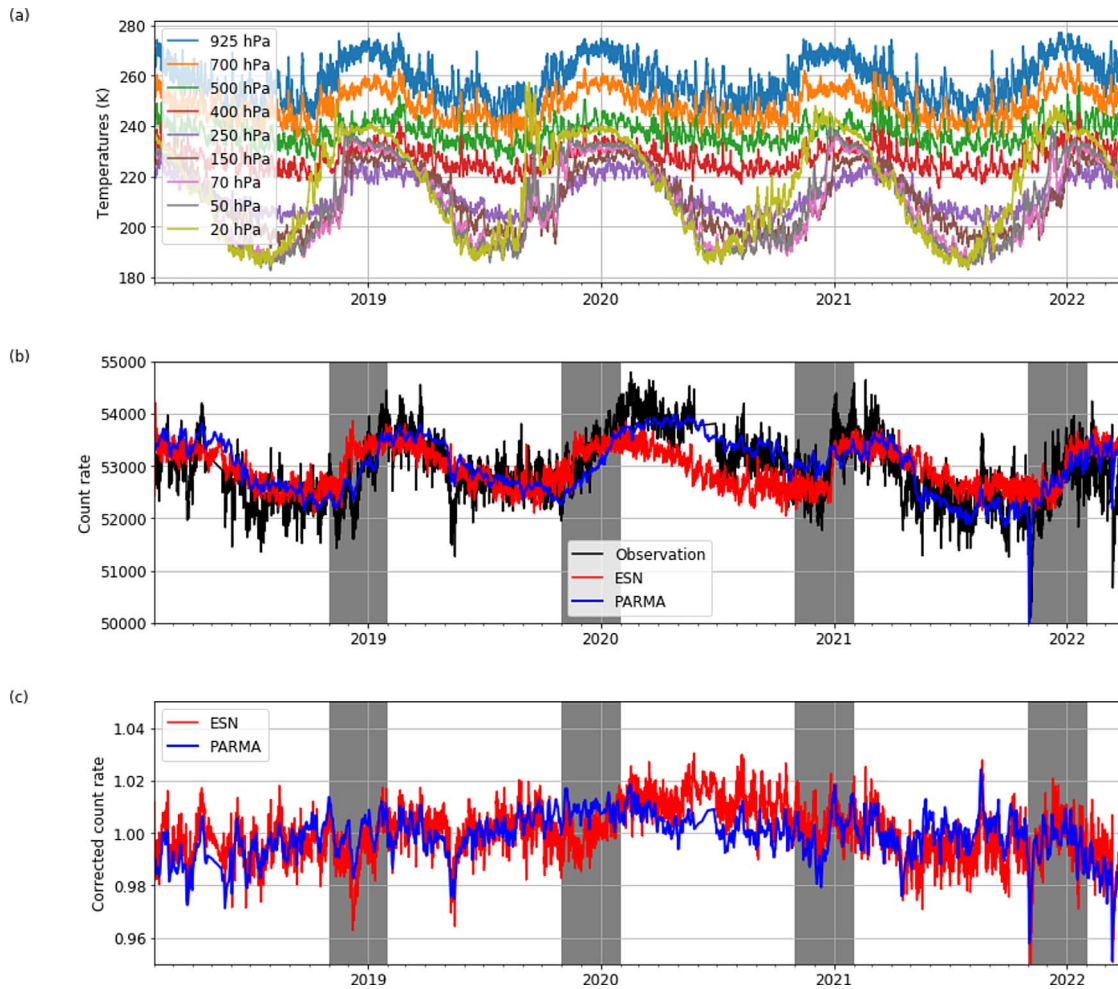 (a)
Temperatures (K)
280
260
240
220
200
180
925 hPa
700 hPa
500 hPa
400 hPa
250 hPa
150 hPa
70 hPa
50 hPa
20 hPa
2019 2020 2021 2022
(b)
Count rate
55000
54000
53000
52000
51000
50000
Observation
ESN
PARMA
2019 2020 2021 2022
(c)
Corrected count rate
1.04
1.02
1.00
0.98
0.96
ESN
PARMA
2019 2020 2021 2022